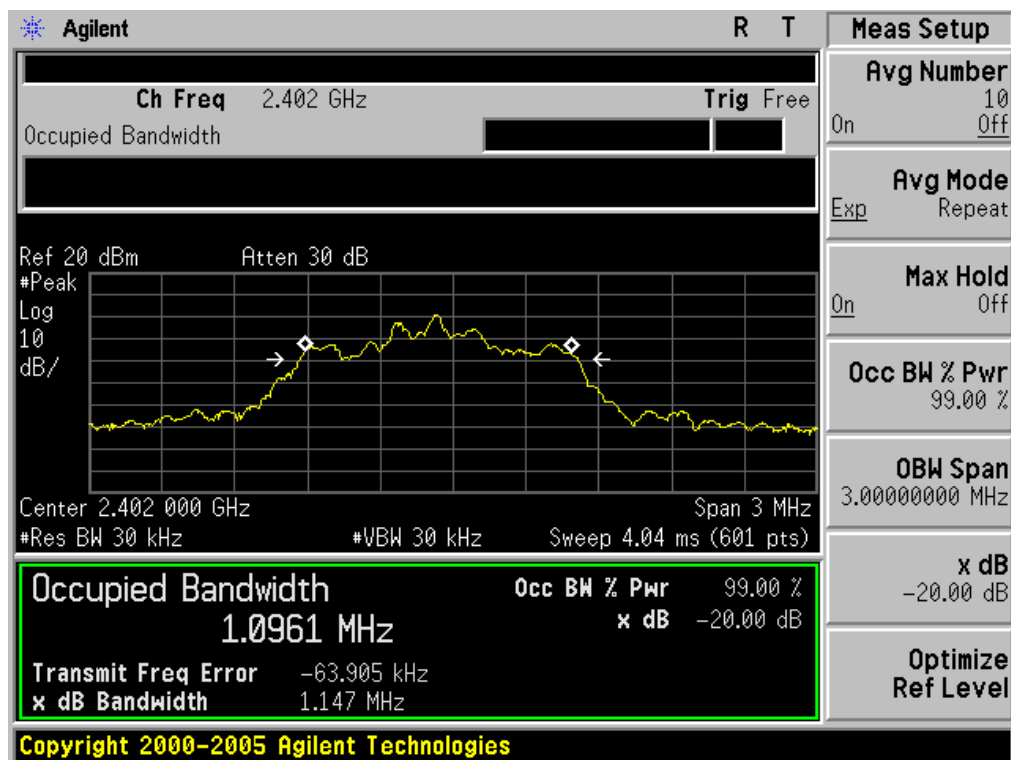 Agilent R T
Ch Freq 2.402 GHz Trig Free
Occupied Bandwidth
Ref 20 dBm Atten 30 dB
#Peak
Log
10
dB/
Center 2.402 000 GHz Span 3 MHz
#Res BW 30 kHz #VBW 30 kHz Sweep 4.04 ms (601 pts)
Occupied Bandwidth Occ BW % Pwr 99.00 %
1.0961 MHz x dB -20.00 dB
Transmit Freq Error -63.905 kHz
x dB Bandwidth 1.147 MHz
Copyright 2000-2005 Agilent Technologies
Meas Setup
Avg Number
10
On Off
Avg Mode
Exp Repeat
Max Hold
On Off
Occ BW % Pwr
99.00 %
OBW Span
3.00000000 MHz
x dB
-20.00 dB
Optimize
Ref Level